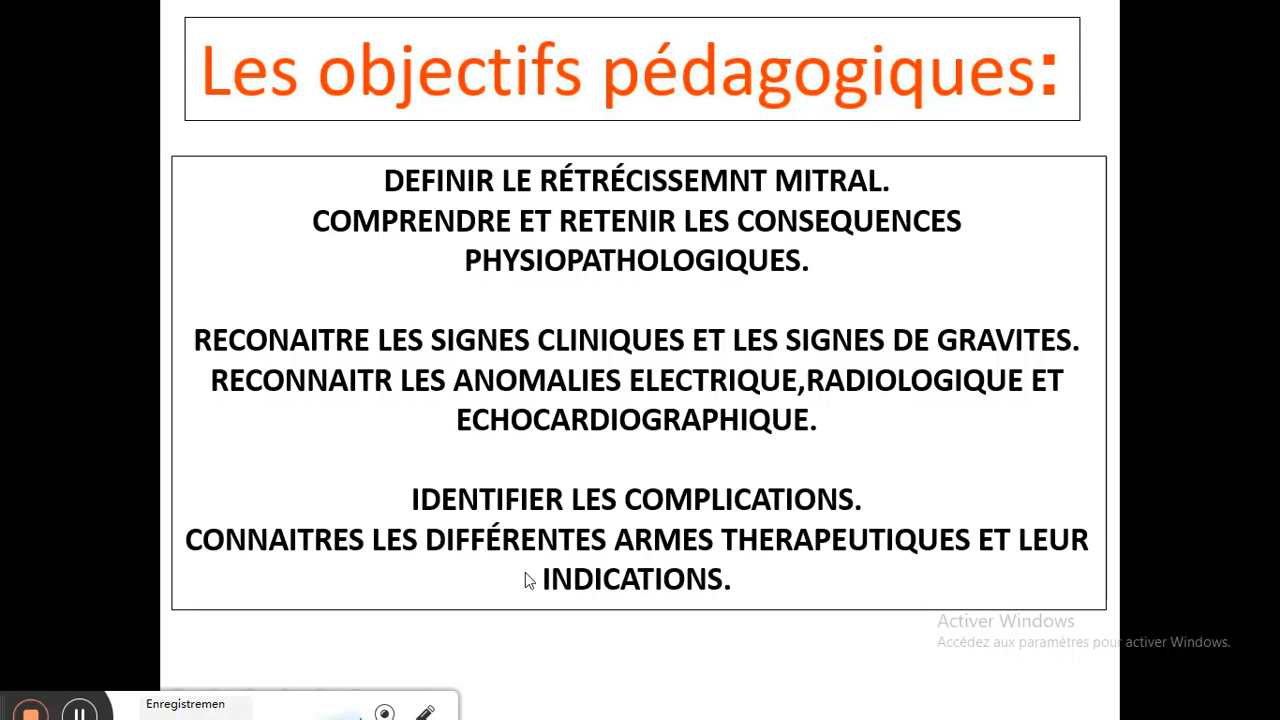 Les objectifs pédagogiques:
DEFINIR LE RÉTRÉCISSEMNT MITRAL.
COMPRENDRE ET RETENIR LES CONSEQUENCES
PHYSIOPATHOLOGIQUES.
RECONAITRE LES SIGNES CLINIQUES ET LES SIGNES DE GRAVITES.
RECONNAITR LES ANOMALIES ELECTRIQUE,RADIOLOGIQUE ET
ECHOCARDIOGRAPHIQUE.
IDENTIFIER LES COMPLICATIONS.
CONNAITRES LES DIFFÉRENTES ARMES THERAPEUTIQUES ET LEUR
INDICATIONS.
Activer Windows
Accédez aux paramètres pour activer Windows.
Enregistremen